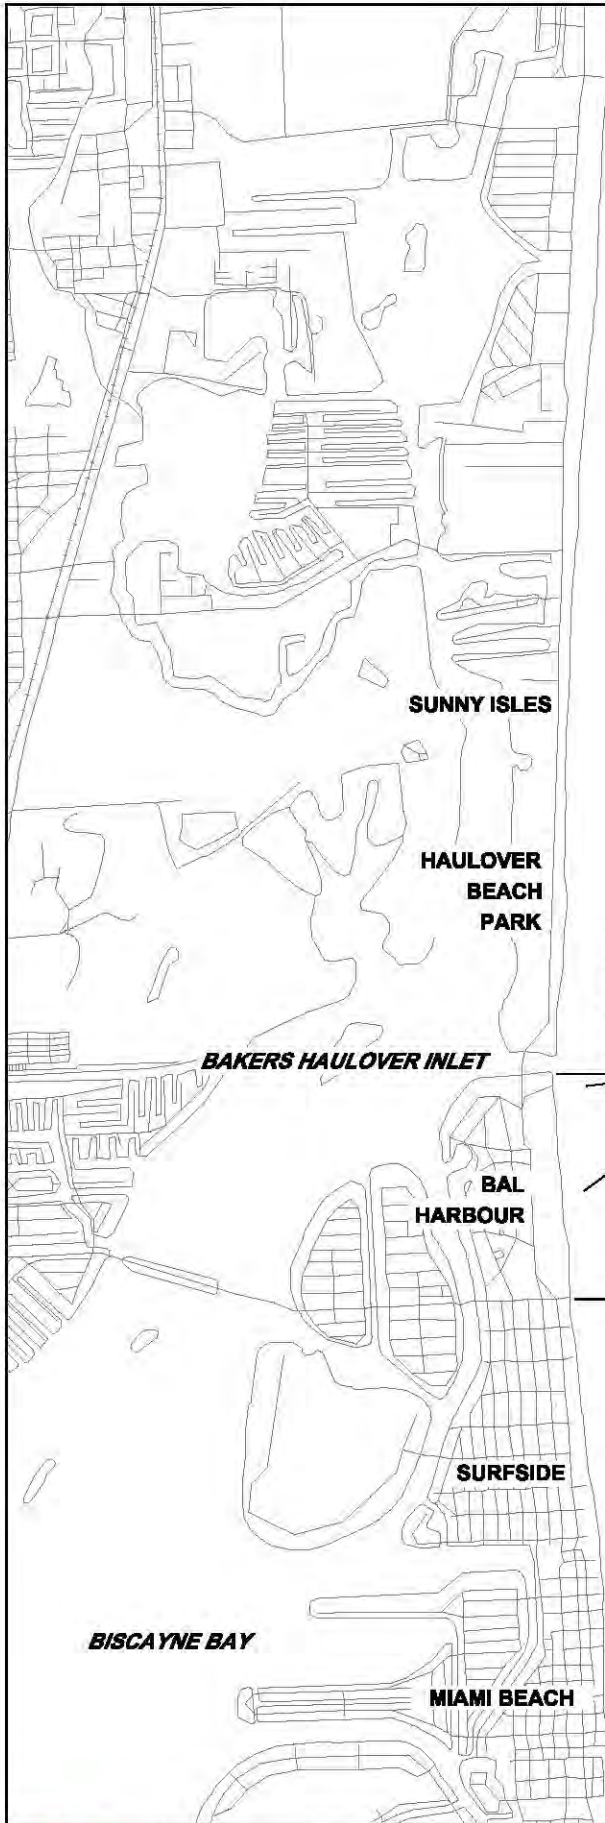 SUNNY ISLES
HAULOVER
BEACH
PARK
BAKERS HAULOVER INLET
BAL
HARBOUR
SURFSIDE
BISCAYNE BAY
MIAMI BEACH